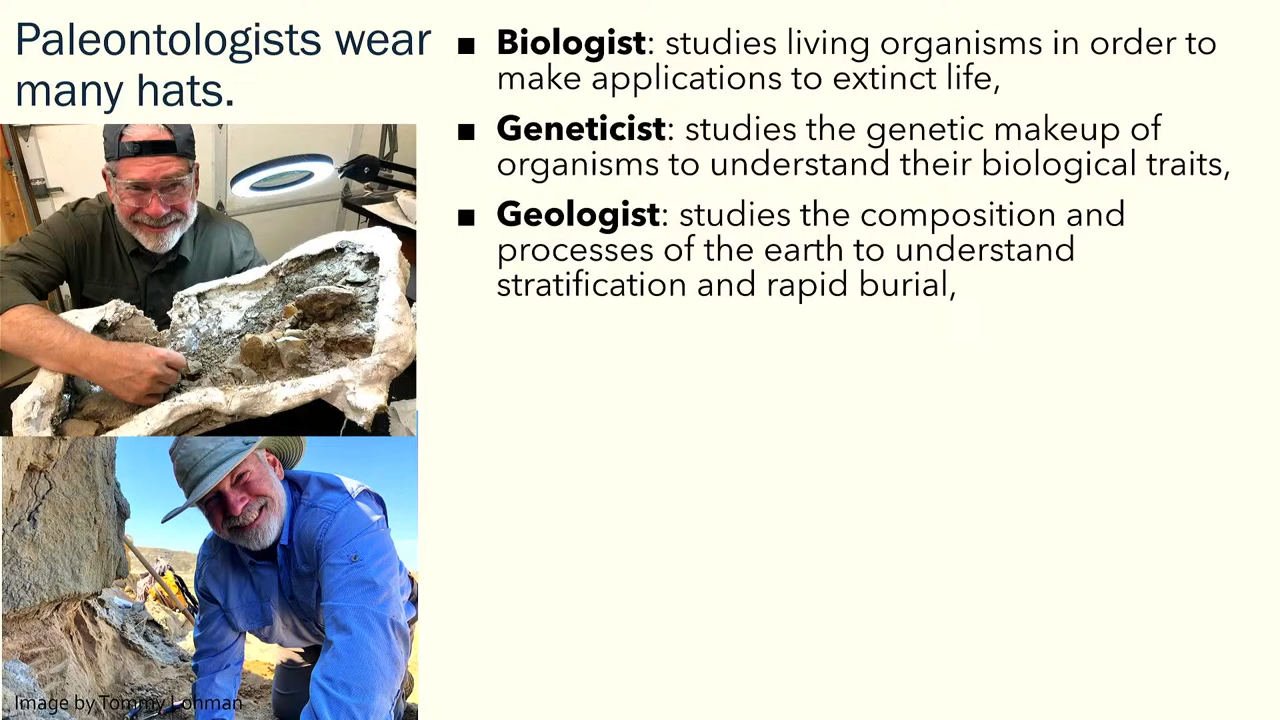 Paleontologists wear
many hats.
■ Biologist: studies living organisms in order to
make applications to extinct life,
■ Geneticist: studies the genetic makeup of
organisms to understand their biological traits,
■ Geologist: studies the composition and
processes of the earth to understand
stratification and rapid burial,
Image by Tommy Lohman